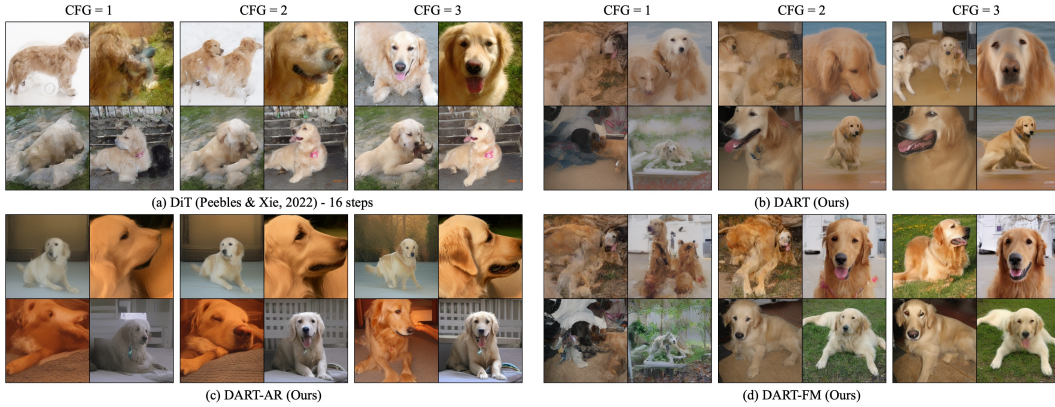 CFG = 1 CFG = 2 CFG = 3 CFG = 1 CFG = 2 CFG = 3
(a) DiT (Peebles & Xie, 2022) - 16 steps (b) DART (Ours)
(c) DART-AR (Ours) (d) DART-FM (Ours)